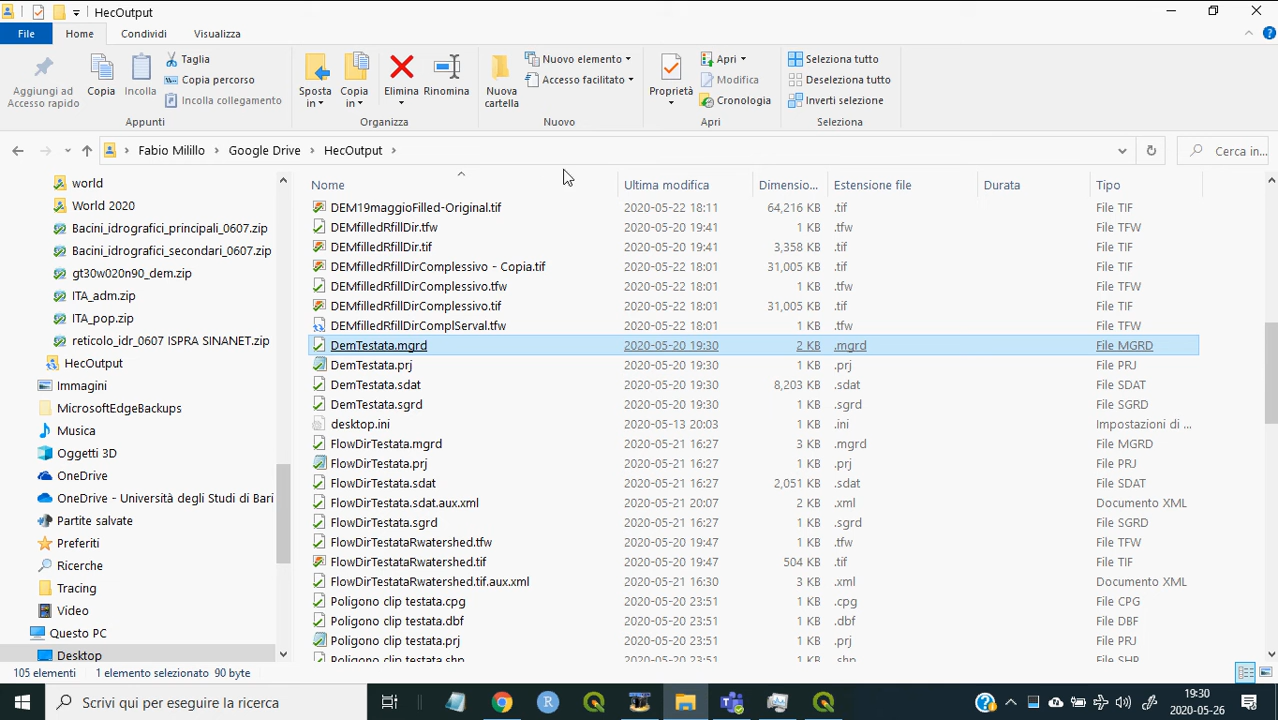 HecOutput
File Home Condividi Visualizza
Aggiungi ad Accesso rapido
Copia
Incolla
Taglia
Copia percorso
Incolla collegamento
Appunti
Sposta in
Copia in
Elimina
Rinomina
Organizza
Nuova cartella
Nuovo elemento
Accesso facilitato
Nuovo
Proprietà
Apri
Modifica
Cronologia
Apri
Seleziona tutto
Deseleziona tutto
Inverti selezione
Seleziona
Fabio Milillo > Google Drive > HecOutput >
Cerca in...
world
World 2020
Bacini_idrografici_principali_0607.zip
Bacini_idrografici_secondari_0607.zip
gt30w020n90_dem.zip
ITA_adm.zip
ITA_pop.zip
reticolo_idr_0607 ISPRA SINANET.zip
HecOutput
Immagini
MicrosoftEdgeBackups
Musica
Oggetti 3D
OneDrive
OneDrive - Università degli Studi di Bari
Partite salvate
Preferiti
Ricerche
Tracing
Video
Questo PC
Desktop
Nome Ultima modifica Dimensio... Estensione file Durata Tipo
DEM19maggioFilled-Original.tif 2020-05-22 18:11 64,216 KB .tif File TIF
DEMfilledRfillDir.tfw 2020-05-20 19:41 1 KB .tfw File TFW
DEMfilledRfillDir.tif 2020-05-20 19:41 3,358 KB .tif File TIF
DEMfilledRfillDirComplessivo - Copia.tif 2020-05-22 18:01 31,005 KB .tif File TIF
DEMfilledRfillDirComplessivo.tfw 2020-05-22 18:01 1 KB .tfw File TFW
DEMfilledRfillDirComplessivo.tif 2020-05-22 18:01 31,005 KB .tif File TIF
DEMfilledRfillDirComplServal.tfw 2020-05-22 18:01 1 KB .tfw File TFW
DemTestata.mgrd 2020-05-20 19:30 2 KB .mgrd File MGRD
DemTestata.prj 2020-05-20 19:30 1 KB .prj File PRJ
DemTestata.sdat 2020-05-20 19:30 8,203 KB .sdat File SDAT
DemTestata.sgrd 2020-05-20 19:30 1 KB .sgrd File SGRD
desktop.ini 2020-05-13 20:03 1 KB .ini Impostazioni di ...
FlowDirTestata.mgrd 2020-05-21 16:27 3 KB .mgrd File MGRD
FlowDirTestata.prj 2020-05-21 16:27 1 KB .prj File PRJ
FlowDirTestata.sdat 2020-05-21 16:27 2,051 KB .sdat File SDAT
FlowDirTestata.sdat.aux.xml 2020-05-21 20:07 2 KB .xml Documento XML
FlowDirTestata.sgrd 2020-05-21 16:27 1 KB .sgrd File SGRD
FlowDirTestataRwatershed.tfw 2020-05-20 19:47 1 KB .tfw File TFW
FlowDirTestataRwatershed.tif 2020-05-20 19:47 504 KB .tif File TIF
FlowDirTestataRwatershed.tif.aux.xml 2020-05-21 16:30 3 KB .xml Documento XML
Poligono clip testata.cpg 2020-05-20 23:51 1 KB .cpg File CPG
Poligono clip testata.dbf 2020-05-20 23:51 1 KB .dbf File DBF
Poligono clip testata.prj 2020-05-20 23:51 1 KB .prj File PRJ
Poligono clip testata.shp 2020-05-20 23:51 1 KB .shp File SHP
105 elementi 1 elemento selezionato 90 byte
Scrivi qui per eseguire la ricerca
19:30
2020-05-26